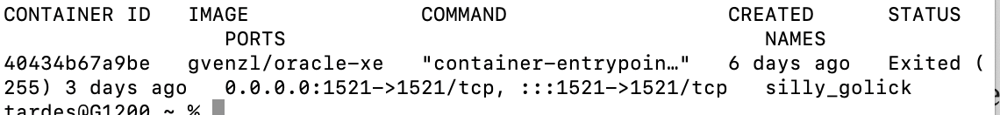 CONTAINER ID   IMAGE               COMMAND                  CREATED      STATUS
PORTS                                         NAMES
40434b67a9be   gvenzl/oracle-xe   "container-entrypoin…"   6 days ago   Exited (
255) 3 days ago   0.0.0.0:1521->1521/tcp, :::1521->1521/tcp   silly_golick
tardes@G1200 ~ %